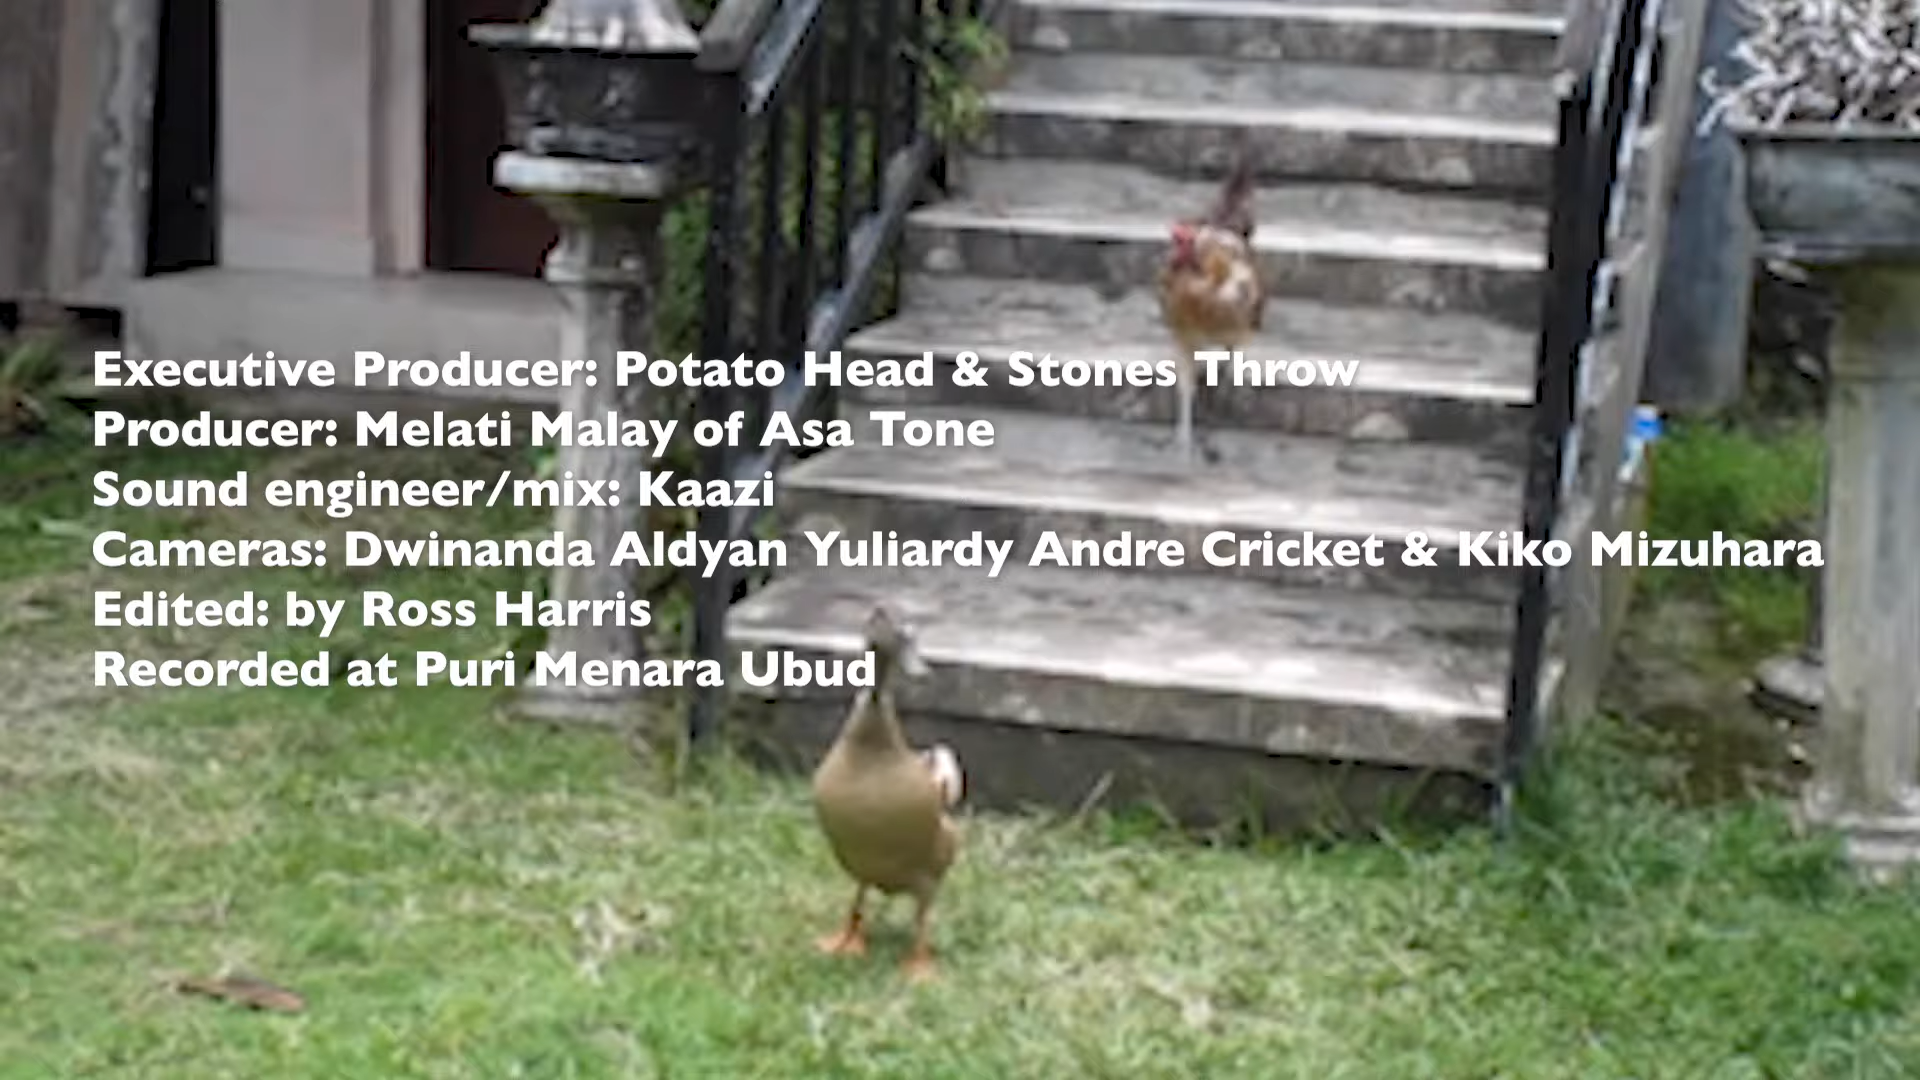 Executive Producer: Potato Head & Stones Throw
Producer: Melati Malay of Asa Tone
Sound engineer/mix: Kaazi
Cameras: Dwinanda Aldyan Yuliardy Andre Cricket & Kiko Mizuhara
Edited: by Ross Harris
Recorded at Puri Menara Ubud